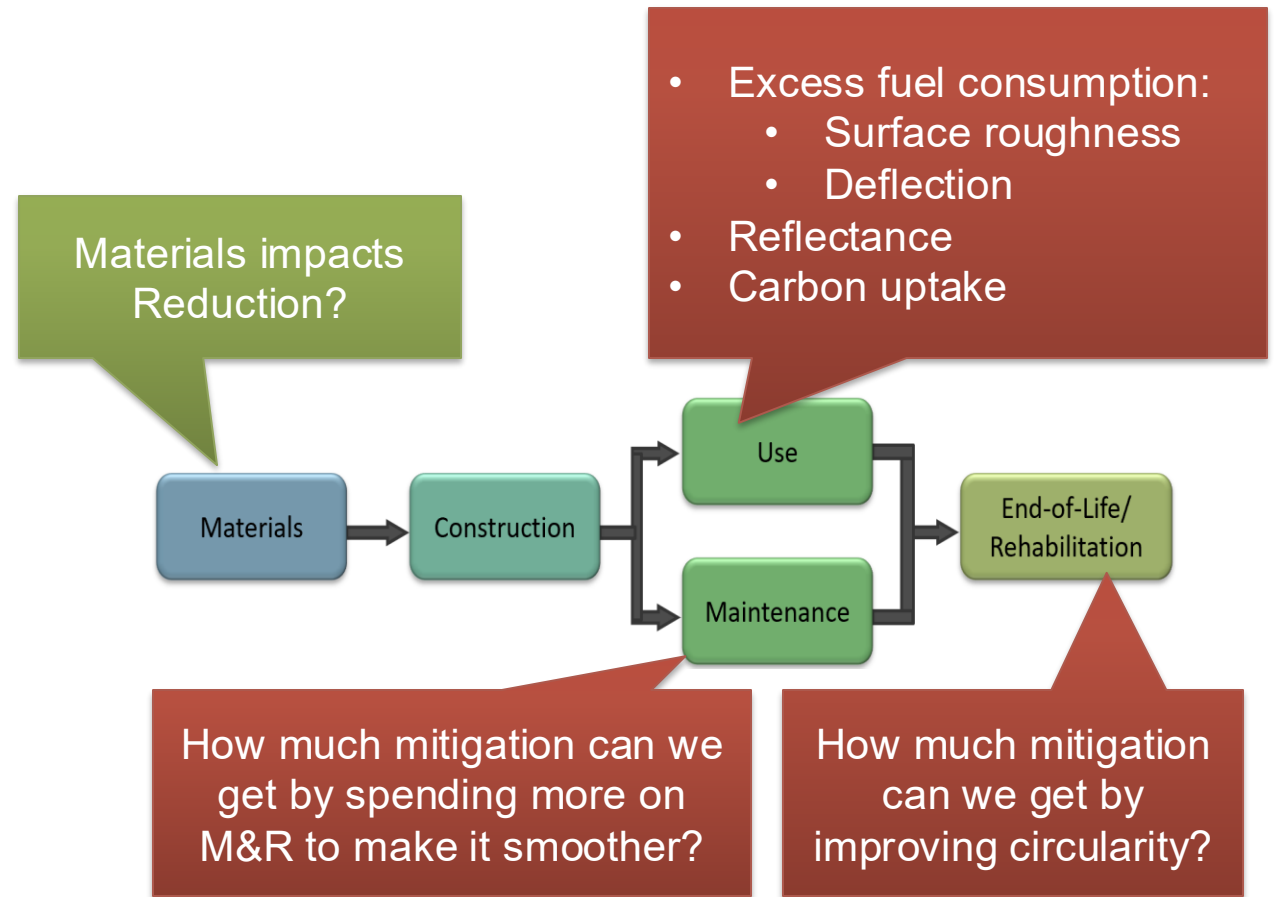 • Excess fuel consumption:
• Surface roughness
• Deflection
• Reflectance
• Carbon uptake
Materials impacts
Reduction?
Materials
Construction
Use
Maintenance
End-of-Life/
Rehabilitation
How much mitigation can we
get by spending more on
M&R to make it smoother?
How much mitigation
can we get by
improving circularity?